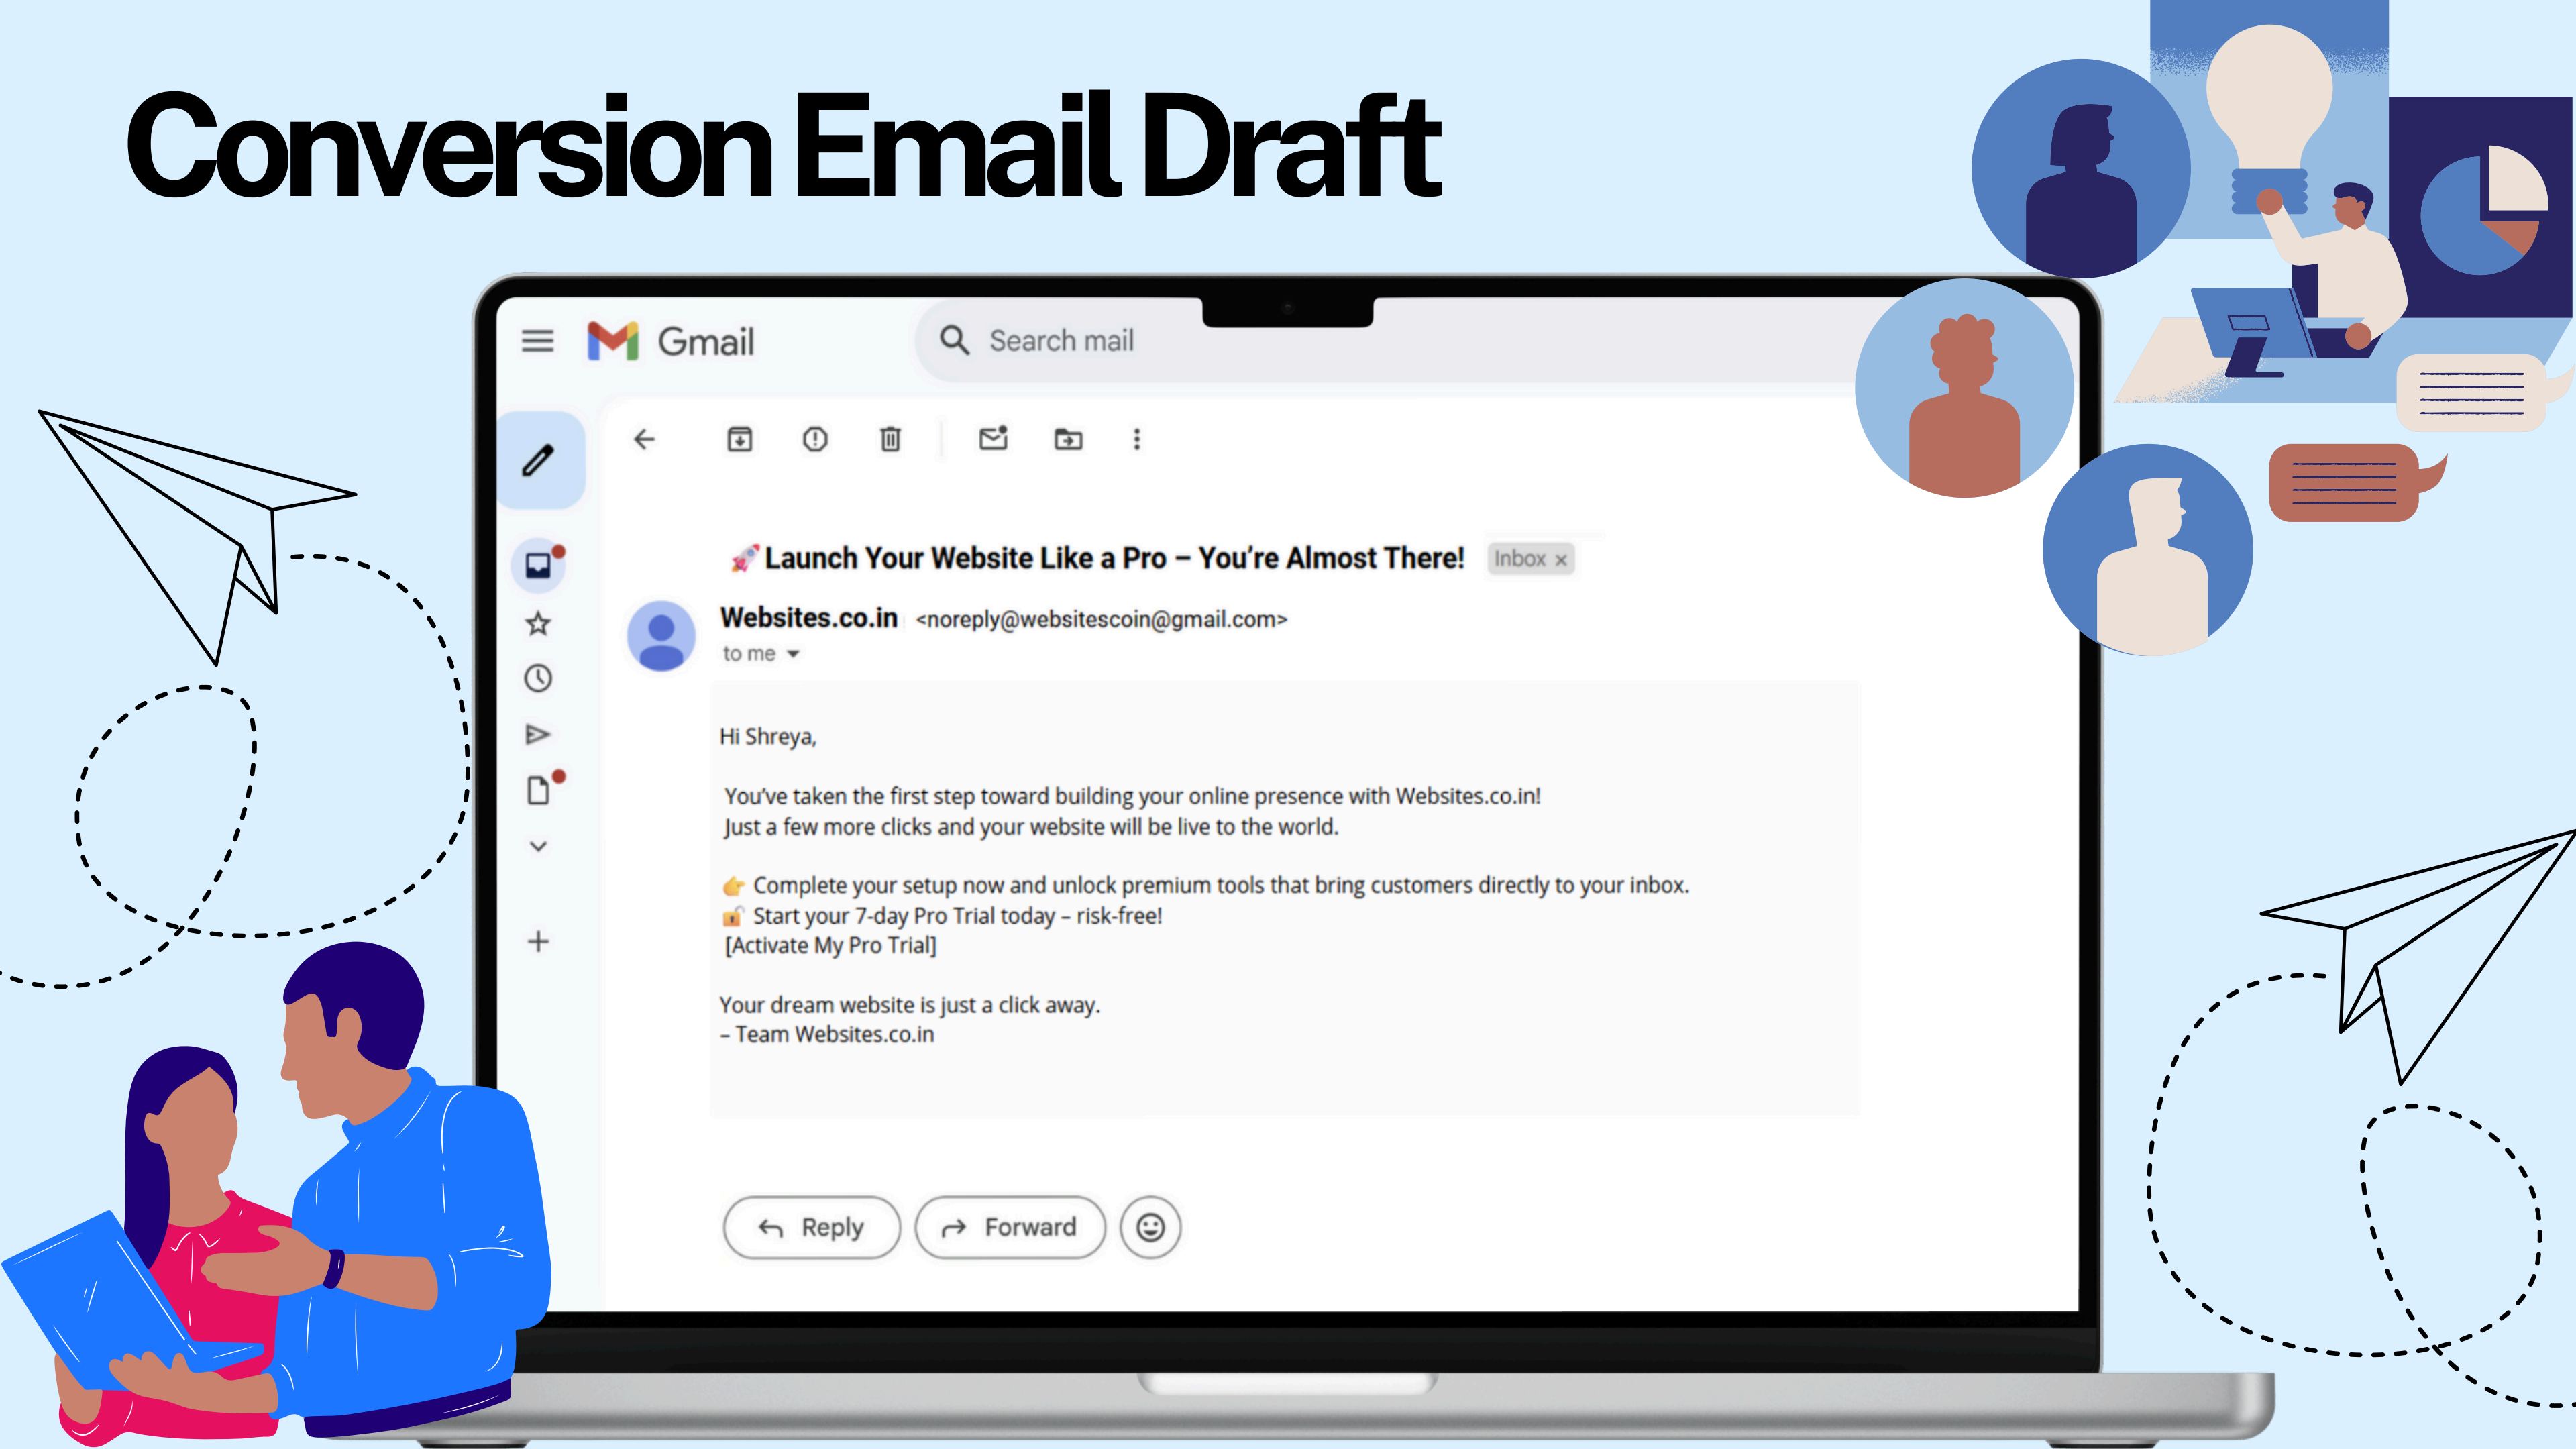 Conversion Email Draft
Gmail
Search mail
🚀 Launch Your Website Like a Pro – You’re Almost There! Inbox ×
Websites.co.in <noreply@websitescoin@gmail.com>
to me
Hi Shreya,
You’ve taken the first step toward building your online presence with Websites.co.in!
Just a few more clicks and your website will be live to the world.
👉 Complete your setup now and unlock premium tools that bring customers directly to your inbox.
🔓 Start your 7-day Pro Trial today – risk-free!
[Activate My Pro Trial]
Your dream website is just a click away.
– Team Websites.co.in
Reply
Forward